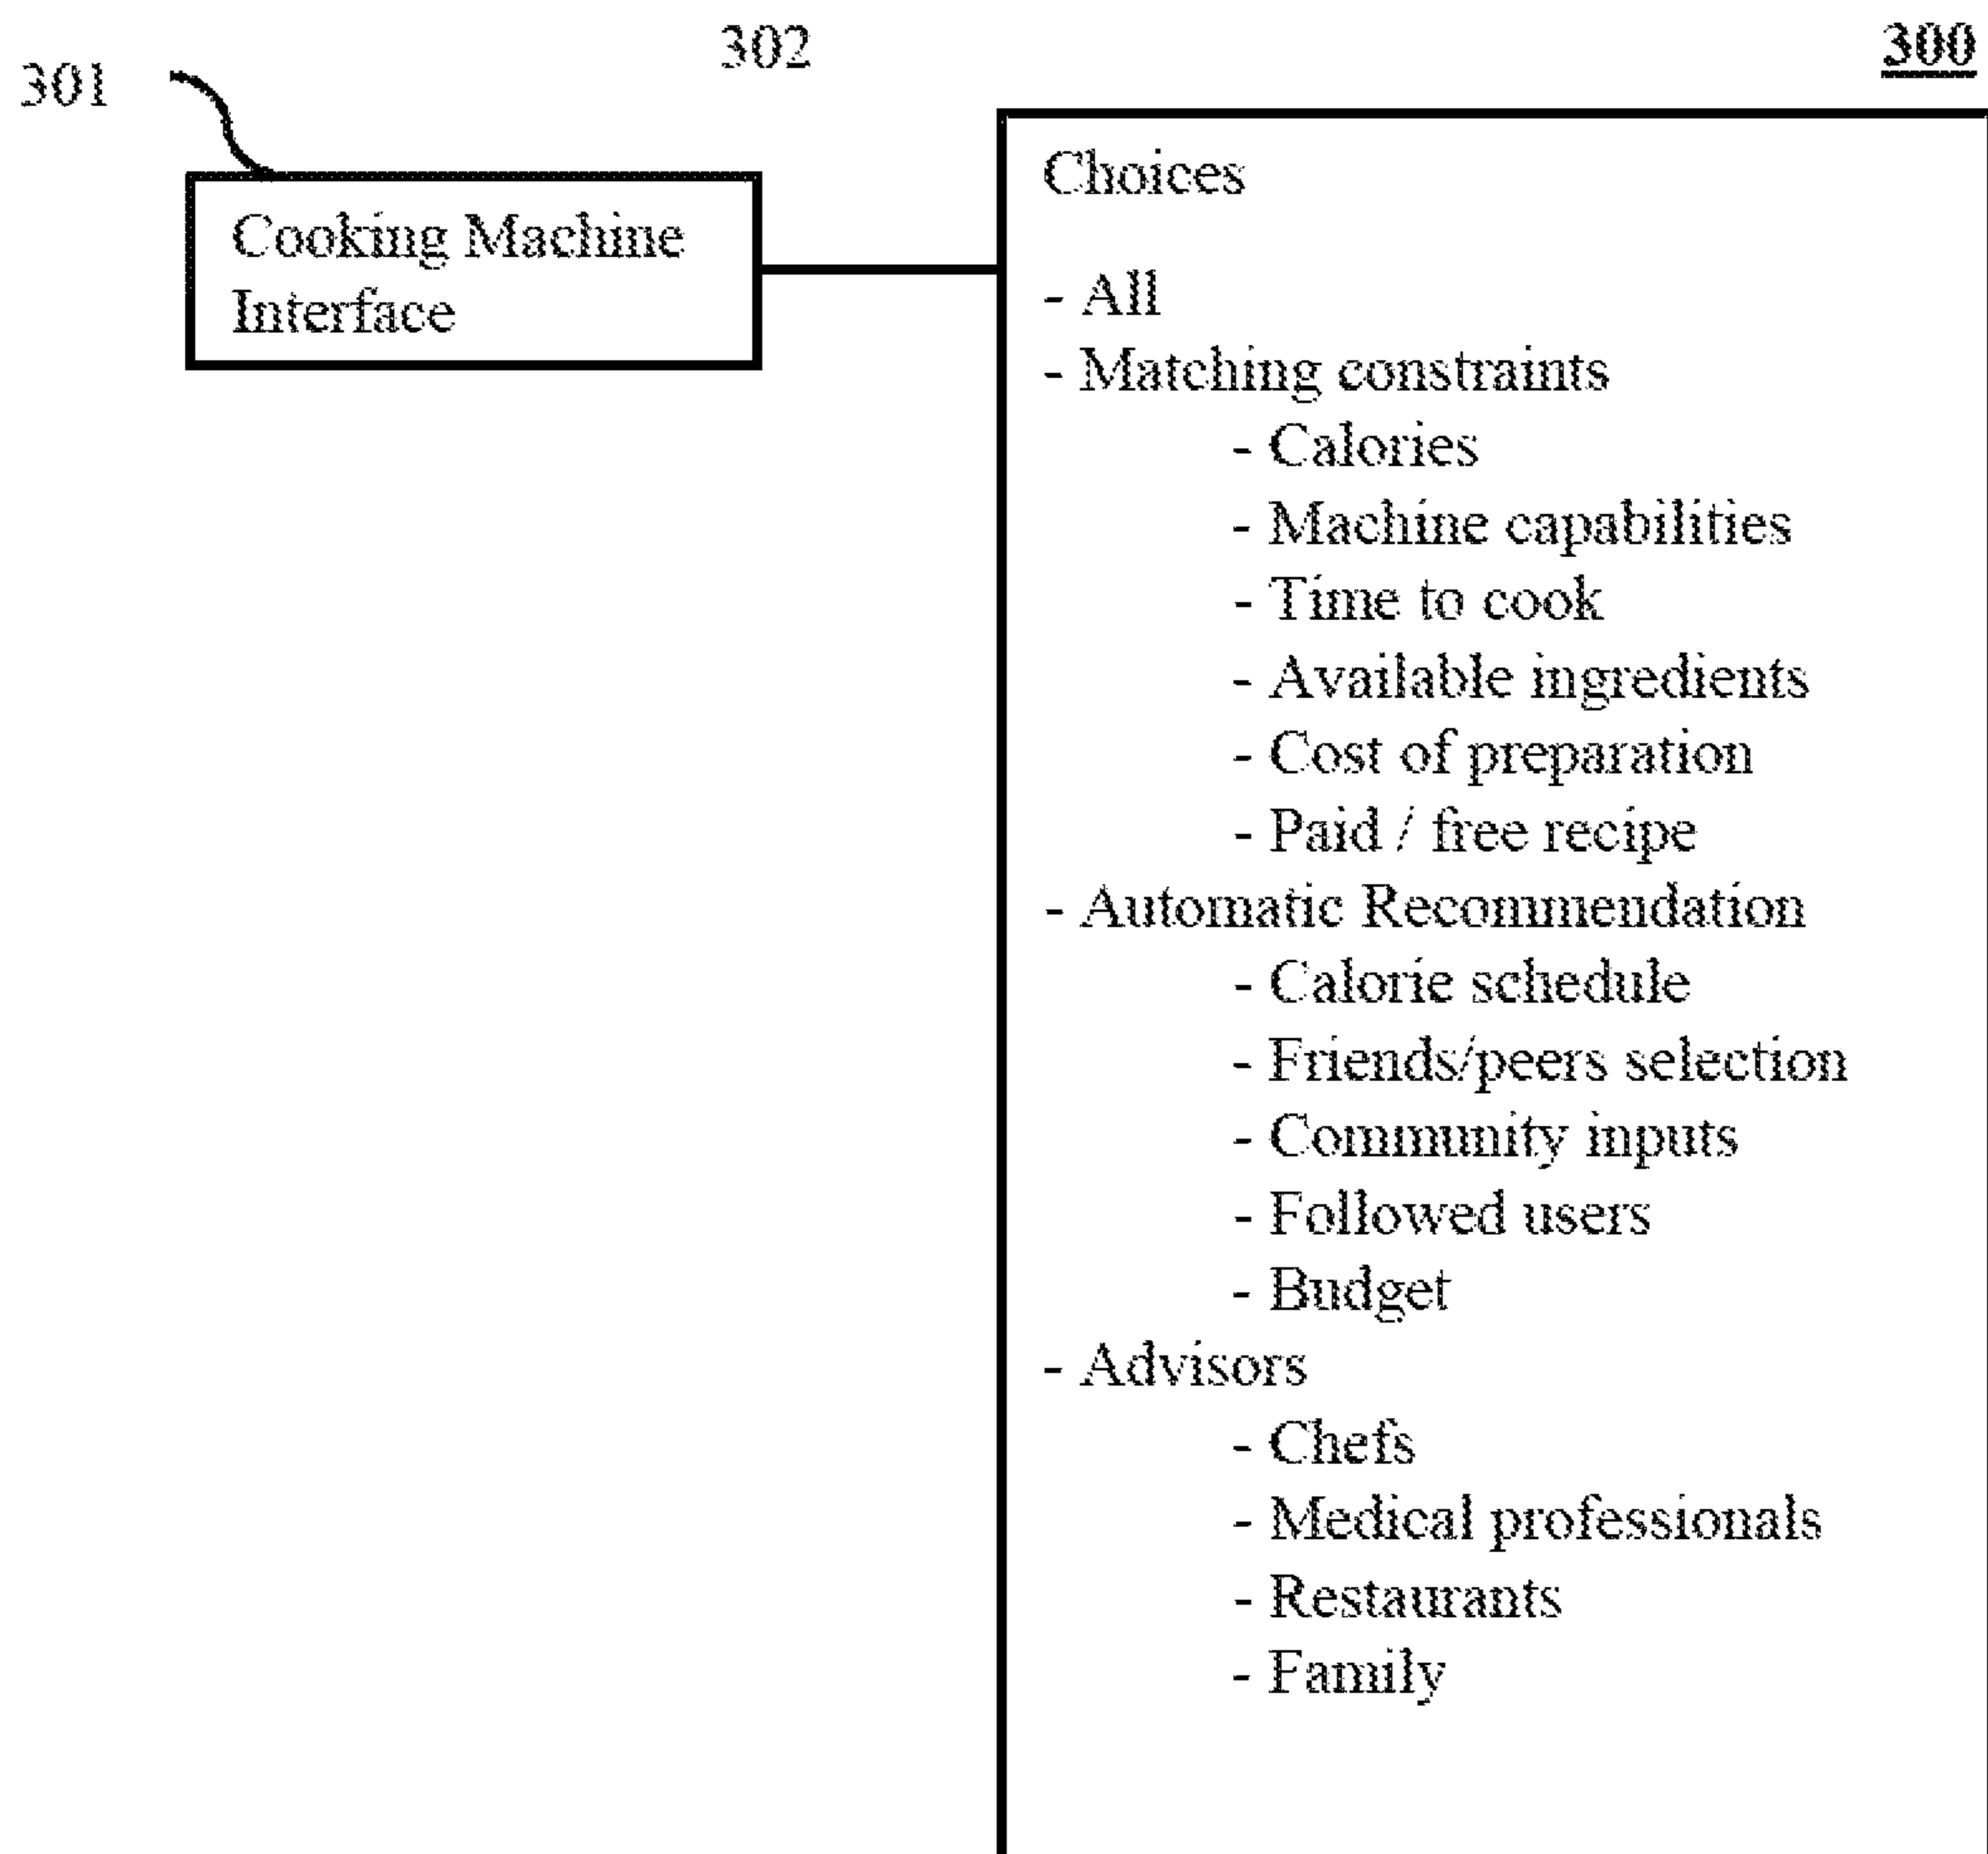 302
300
301
Cooking Machine
Interface
Choices
- All
- Matching constraints
- Calories
- Machine capabilities
- Time to cook
- Available ingredients
- Cost of preparation
- Paid / free recipe
- Automatic Recommendation
- Calorie schedule
- Friends/peers selection
- Community inputs
- Followed users
- Budget
- Advisors
- Chefs
- Medical professionals
- Restaurants
- Family